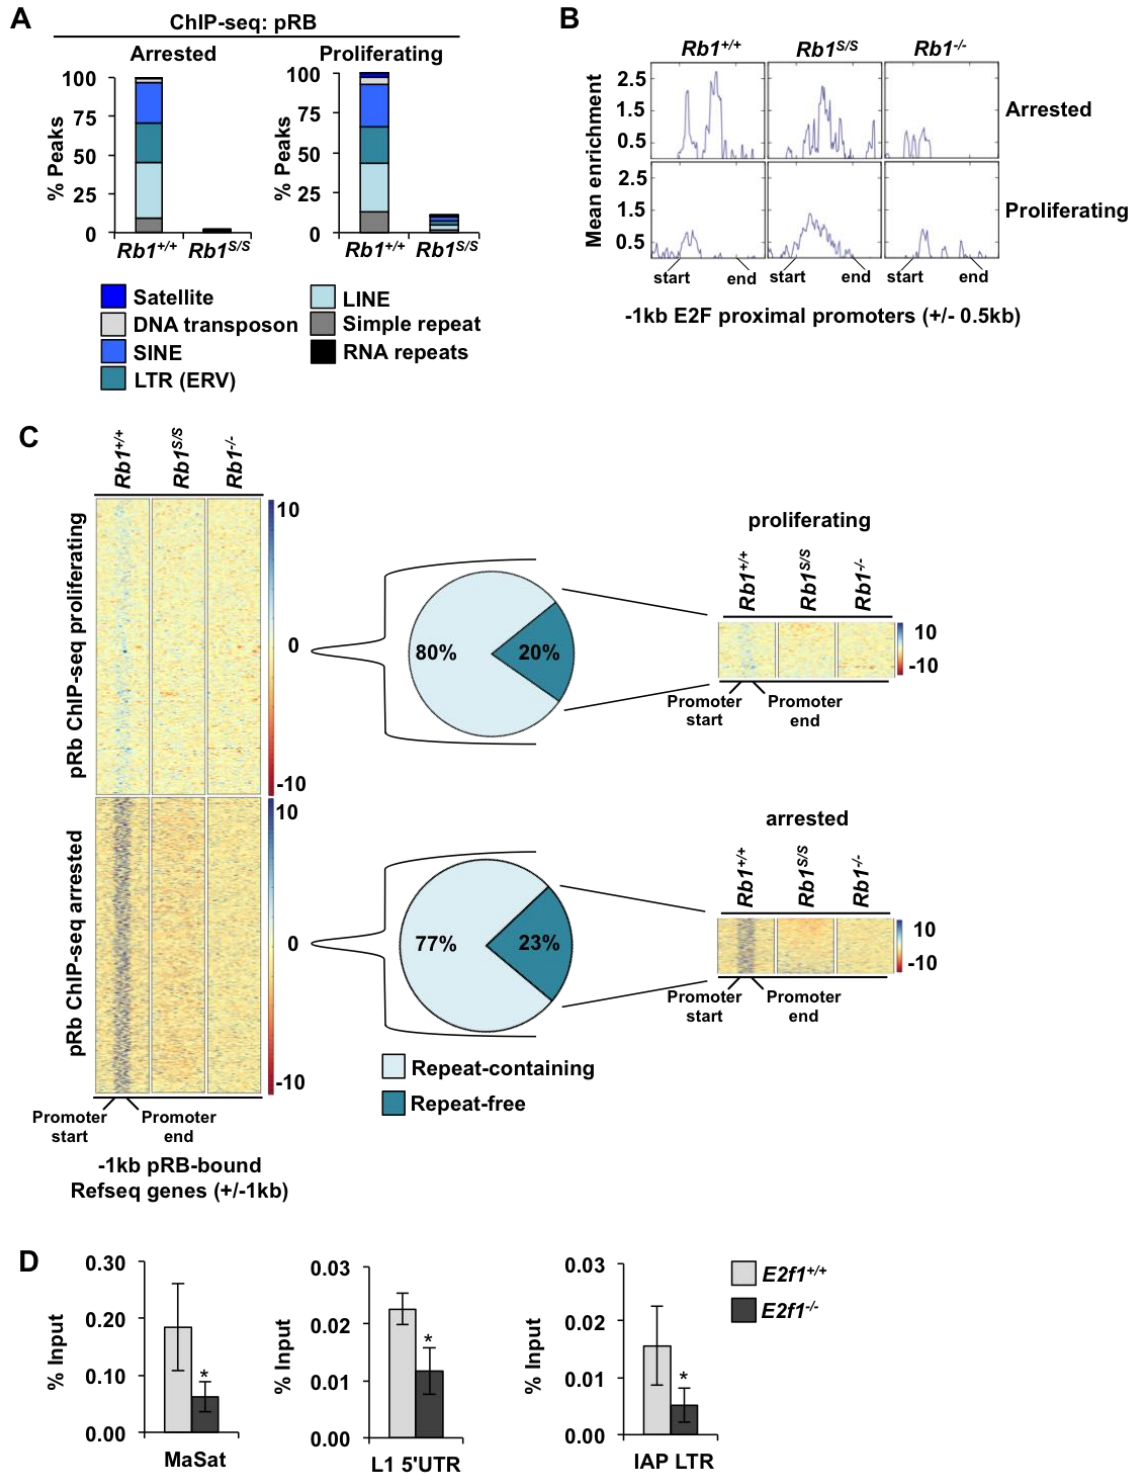 A
ChIP-seq: pRB
Arrested
Proliferating
% Peaks
100
75
50
25
0
Rb1+/+
Rb1S/S
% Peaks
100
75
50
25
0
Rb1+/+
Rb1S/S
Satellite
DNA transposon
SINE
LTR (ERV)
LINE
Simple repeat
RNA repeats
B
Rb1+/+
Rb1S/S
Rb1-/-
Mean enrichment
2.5
1.5
0.5
Arrested
2.5
1.5
0.5
Proliferating
start
end
start
end
start
end
-1kb E2F proximal promoters (+/- 0.5kb)
C
Rb1+/+
Rb1S/S
Rb1-/-
pRb ChIP-seq proliferating
10
0
-10
pRb ChIP-seq arrested
10
0
-10
Promoter start
Promoter end
-1kb pRB-bound
Refseq genes (+/-1kb)
80%
20%
proliferating
Rb1+/+
Rb1S/S
Rb1-/-
10
-10
Promoter start
Promoter end
77%
23%
arrested
Rb1+/+
Rb1S/S
Rb1-/-
10
-10
Promoter start
Promoter end
Repeat-containing
Repeat-free
D
% Input
0.30
0.20
0.10
0.00
*
MaSat
% Input
0.03
0.02
0.01
0.00
*
L1 5'UTR
% Input
0.03
0.02
0.01
0.00
*
IAP LTR
E2f1+/+
E2f1-/-